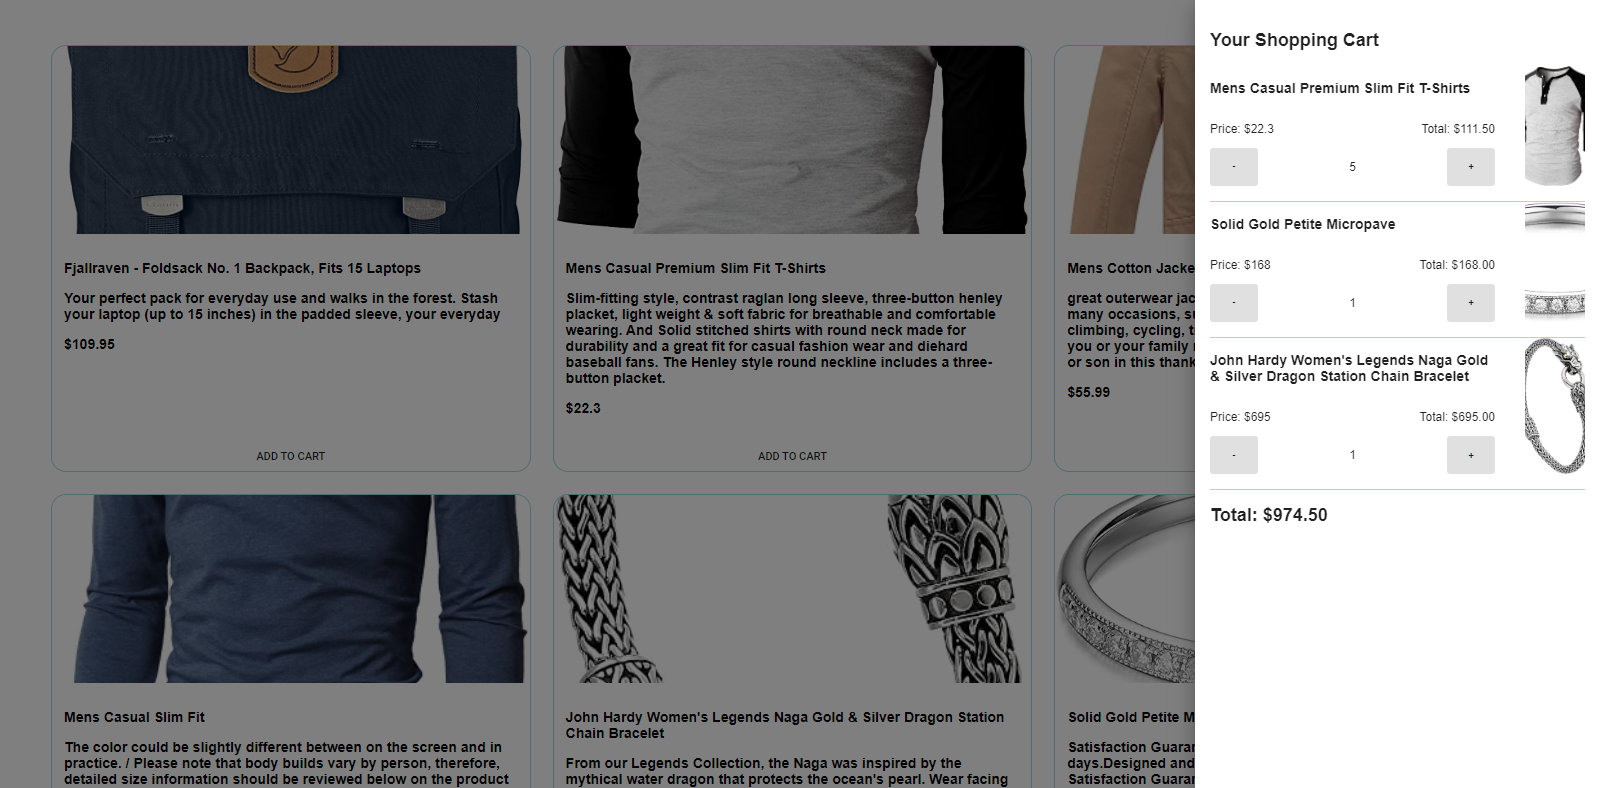 Fjallraven - Foldsack No. 1 Backpack, Fits 15 Laptops
Your perfect pack for everyday use and walks in the forest. Stash
your laptop (up to 15 inches) in the padded sleeve, your everyday
$109.95
ADD TO CART
Mens Casual Premium Slim Fit T-Shirts
Slim-fitting style, contrast raglan long sleeve, three-button henley
placket, light weight & soft fabric for breathable and comfortable
wearing. And Solid stitched shirts with round neck made for
durability and a great fit for casual fashion wear and diehard
baseball fans. The Henley style round neckline includes a three-
button placket.
$22.3
ADD TO CART
Mens Cotton Jacke
great outerwear jac
many occasions, su
climbing, cycling, t
you or your family
or son in this thank
$55.99
Mens Casual Slim Fit
The color could be slightly different between on the screen and in
practice. / Please note that body builds vary by person, therefore,
detailed size information should be reviewed below on the product
John Hardy Women's Legends Naga Gold & Silver Dragon Station
Chain Bracelet
From our Legends Collection, the Naga was inspired by the
mythical water dragon that protects the ocean's pearl. Wear facing
Solid Gold Petite M
Satisfaction Guaran
days.Designed and
Satisfaction Guaran
Your Shopping Cart
Mens Casual Premium Slim Fit T-Shirts
Price: $22.3 Total: $111.50
- 5 +
Solid Gold Petite Micropave
Price: $168 Total: $168.00
- 1 +
John Hardy Women's Legends Naga Gold
& Silver Dragon Station Chain Bracelet
Price: $695 Total: $695.00
- 1 +
Total: $974.50